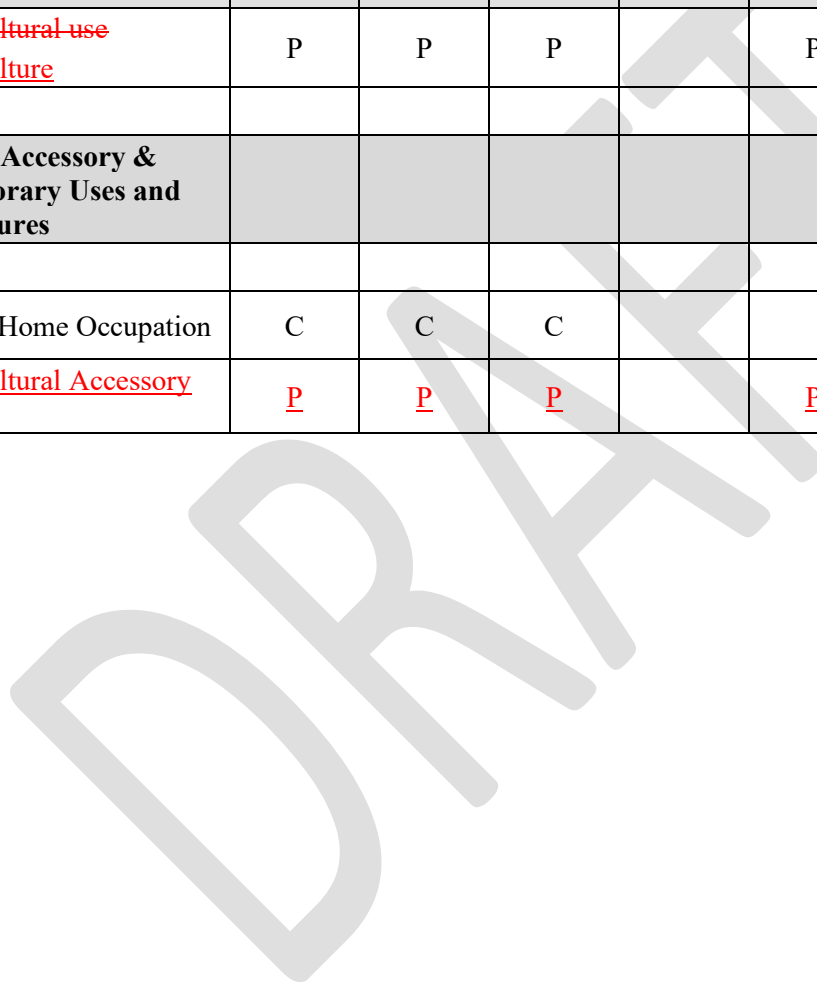 ltural use
lture P P P P
Accessory &
orary Uses and
ures
Home Occupation C C C
ltural Accessory P P P P
DRAFT